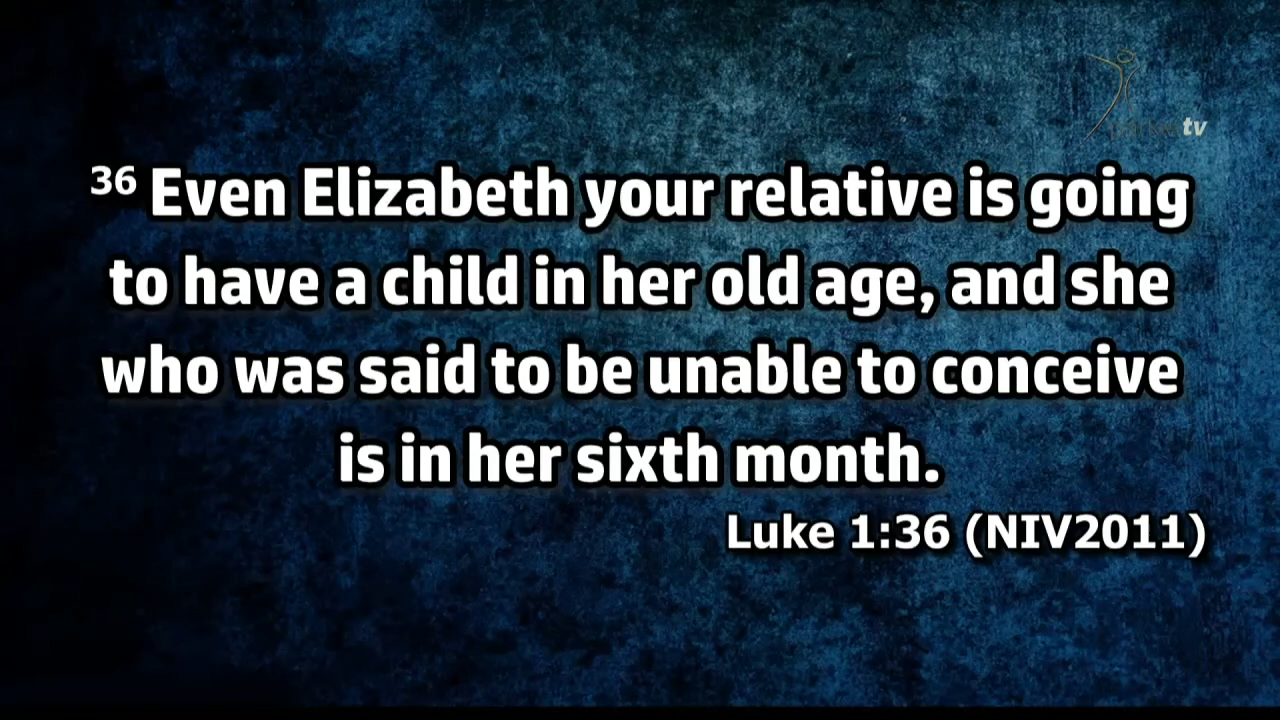 tv
36 Even Elizabeth your relative is going
to have a child in her old age, and she
who was said to be unable to conceive
is in her sixth month.
Luke 1:36 (NIV2011)